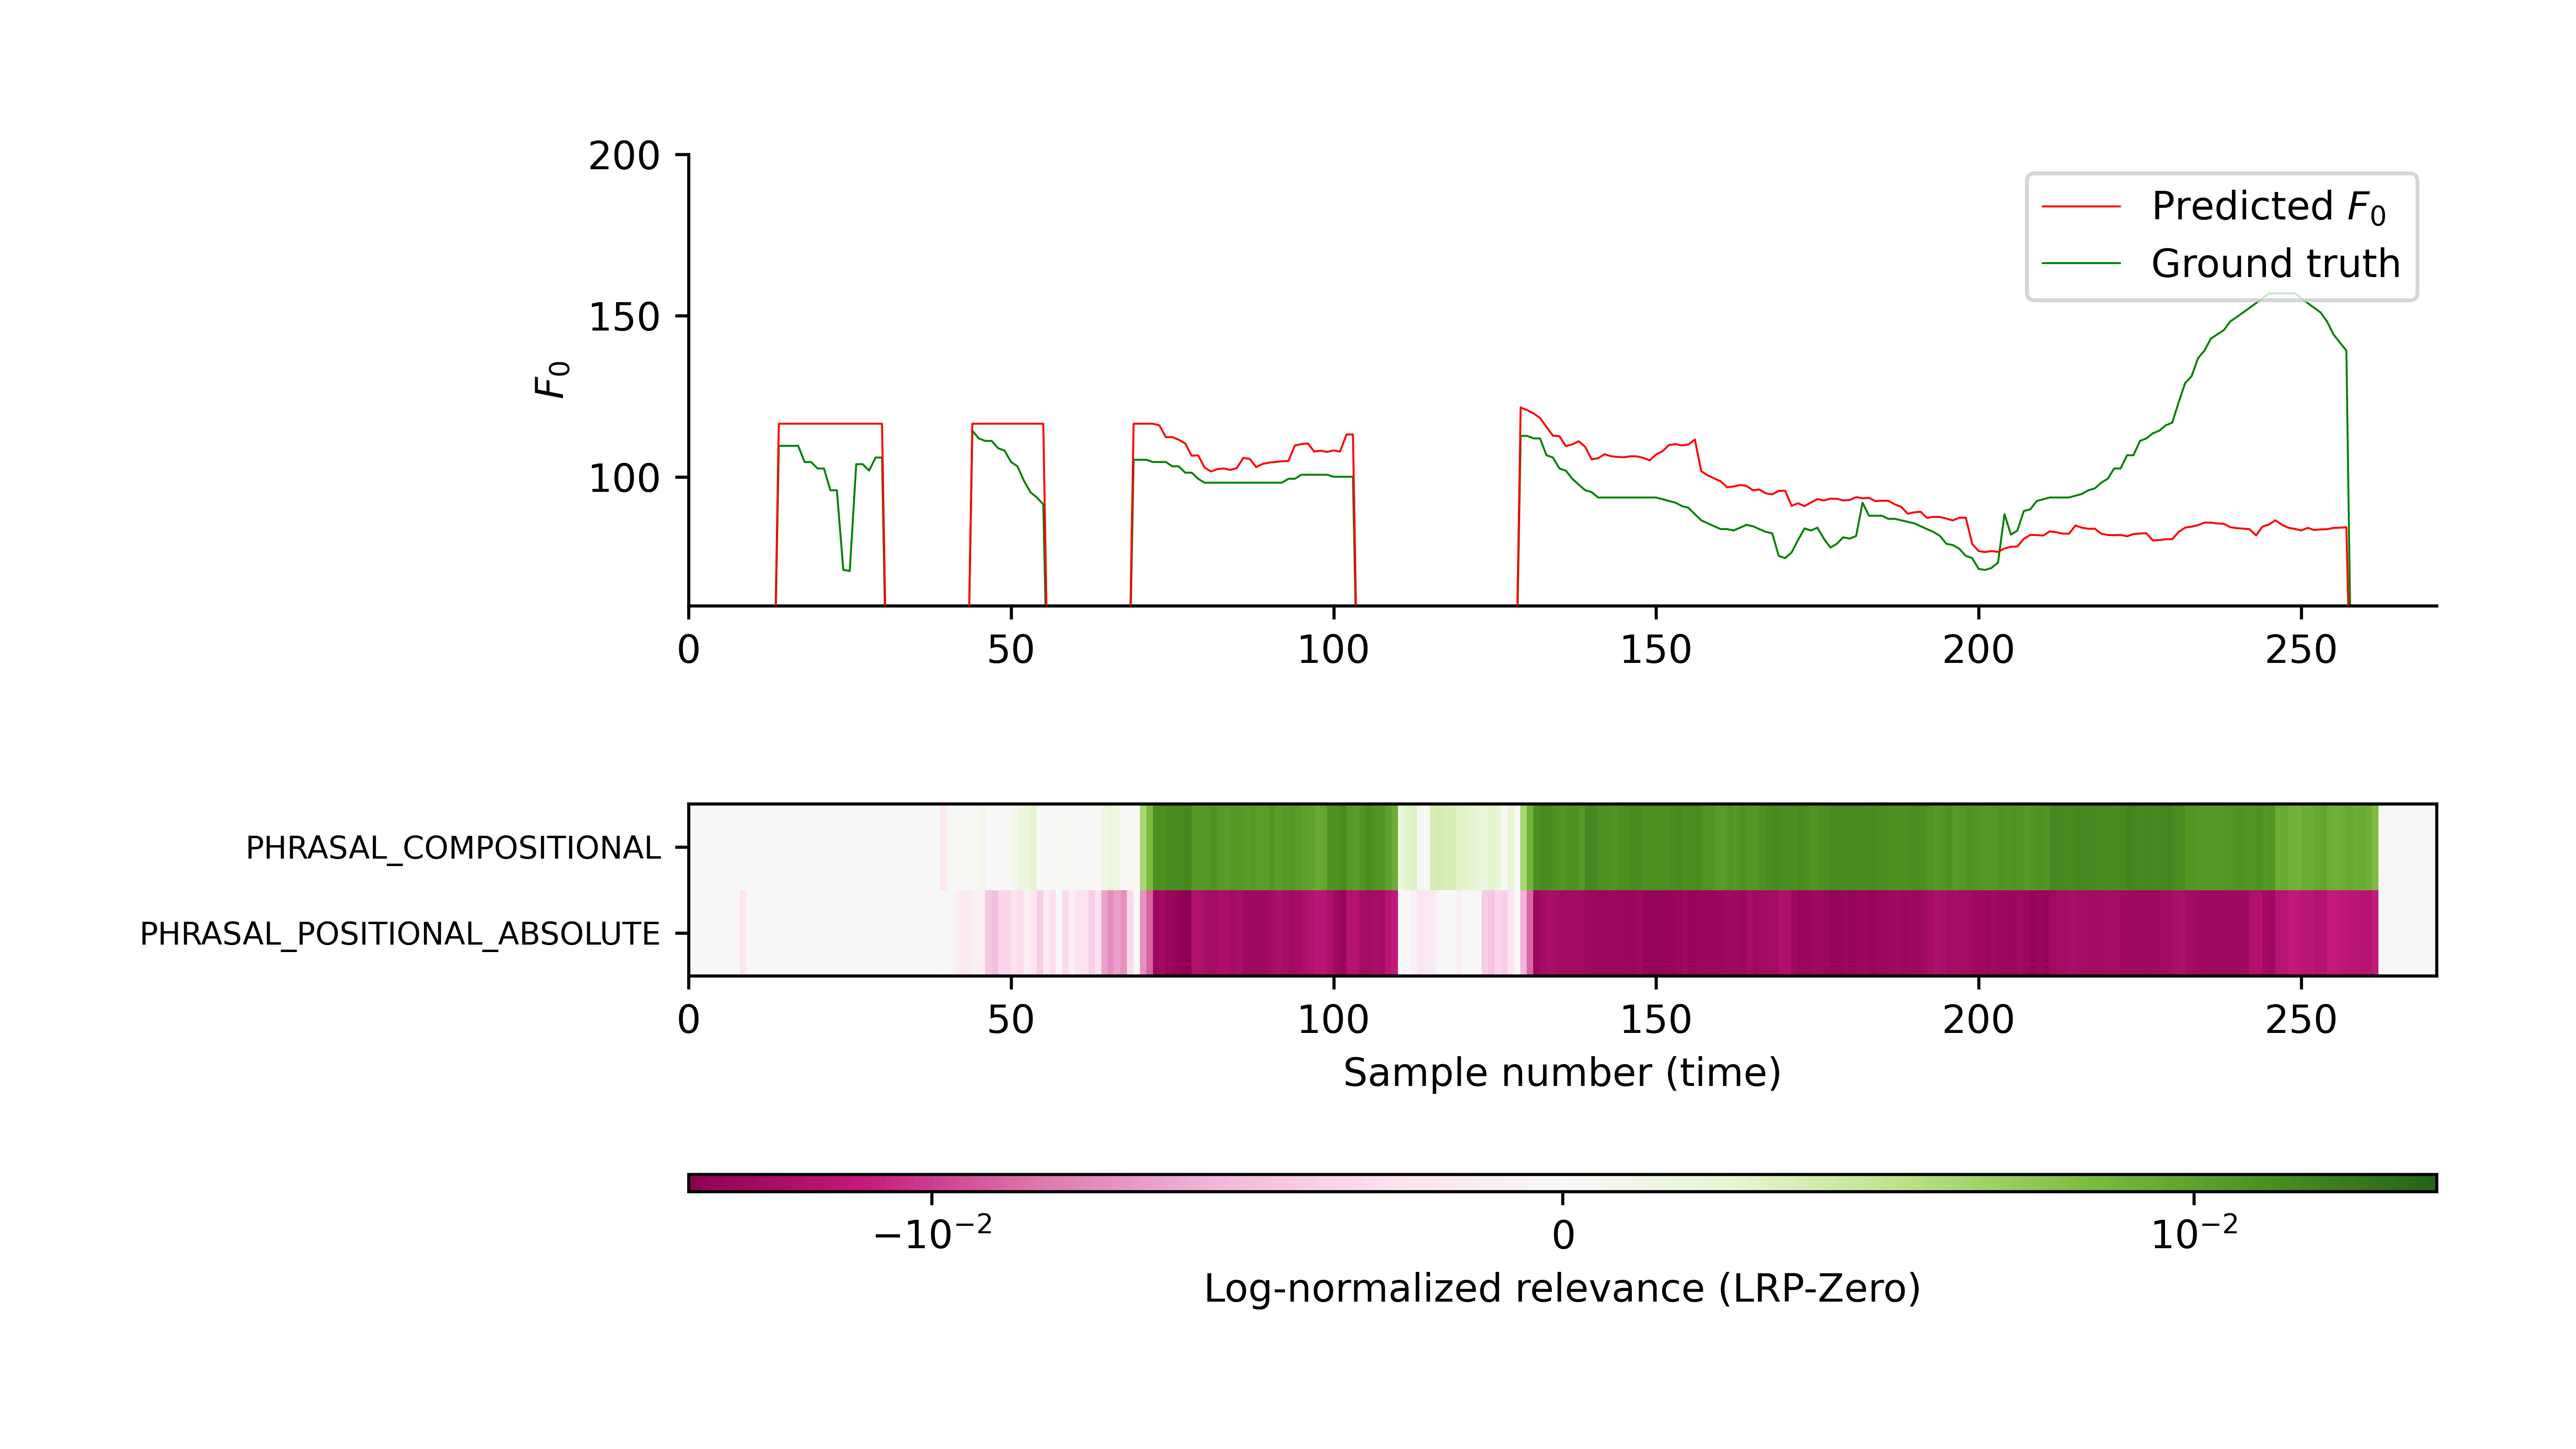 200
150
100
F₀
Predicted F₀
Ground truth
0 50 100 150 200 250
PHRASAL_COMPOSITIONAL
PHRASAL_POSITIONAL_ABSOLUTE
0 50 100 150 200 250
Sample number (time)
−10⁻² 0 10⁻²
Log-normalized relevance (LRP-Zero)